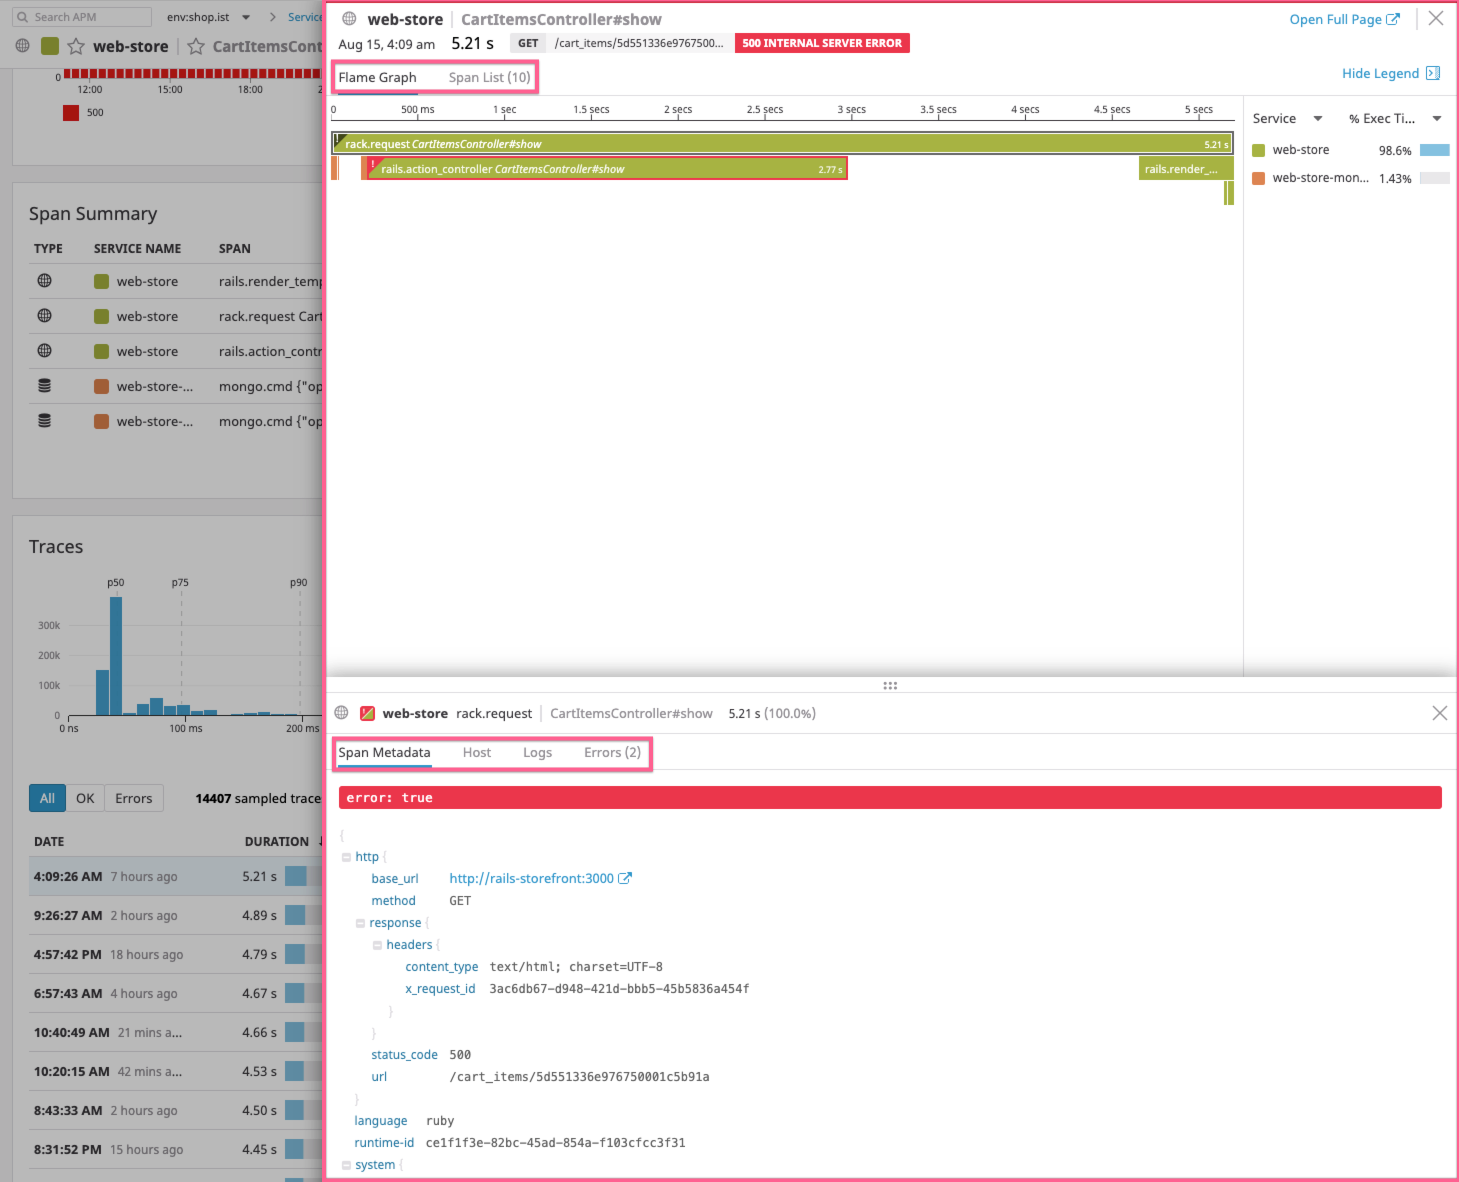 Search APM
env:shop.ist
Service
web-store
CartItemsCont
0
12:00
15:00
18:00
500
Span Summary
TYPE SERVICE NAME SPAN
web-store rails.render_temp
web-store rack.request Cart
web-store rails.action_contr
web-store-... mongo.cmd {"op
web-store-... mongo.cmd {"op
Traces
p50 p75 p90
300k
200k
100k
0
0 ns 100 ms 200 ms
All OK Errors 14407 sampled trace
DATE DURATION
4:09:26 AM 7 hours ago 5.21 s
9:26:27 AM 2 hours ago 4.89 s
4:57:42 PM 18 hours ago 4.79 s
6:57:43 AM 4 hours ago 4.67 s
10:40:49 AM 21 mins a... 4.66 s
10:20:15 AM 42 mins a... 4.53 s
8:43:33 AM 2 hours ago 4.50 s
8:31:52 PM 15 hours ago 4.45 s
web-store CartItemsController#show
Open Full Page
Aug 15, 4:09 am 5.21 s GET /cart_items/5d551336e9767500... 500 INTERNAL SERVER ERROR
Flame Graph Span List (10)
Hide Legend
0 500 ms 1 sec 1.5 secs 2 secs 2.5 secs 3 secs 3.5 secs 4 secs 4.5 secs 5 secs
rack.request CartItemsController#show 5.21 s
rails.action_controller CartItemsController#show 2.77 s
rails.render_...
Service % Exec Ti...
web-store 98.6%
web-store-mon... 1.43%
web-store rack.request CartItemsController#show 5.21 s (100.0%)
Span Metadata Host Logs Errors (2)
error: true
{
http {
base_url http://rails-storefront:3000
method GET
response {
headers {
content_type text/html; charset=UTF-8
x_request_id 3ac6db67-d948-421d-bbb5-45b5836a454f
}
}
status_code 500
url /cart_items/5d551336e976750001c5b91a
}
language ruby
runtime-id ce1f1f3e-82bc-45ad-854a-f103cfcc3f31
system {